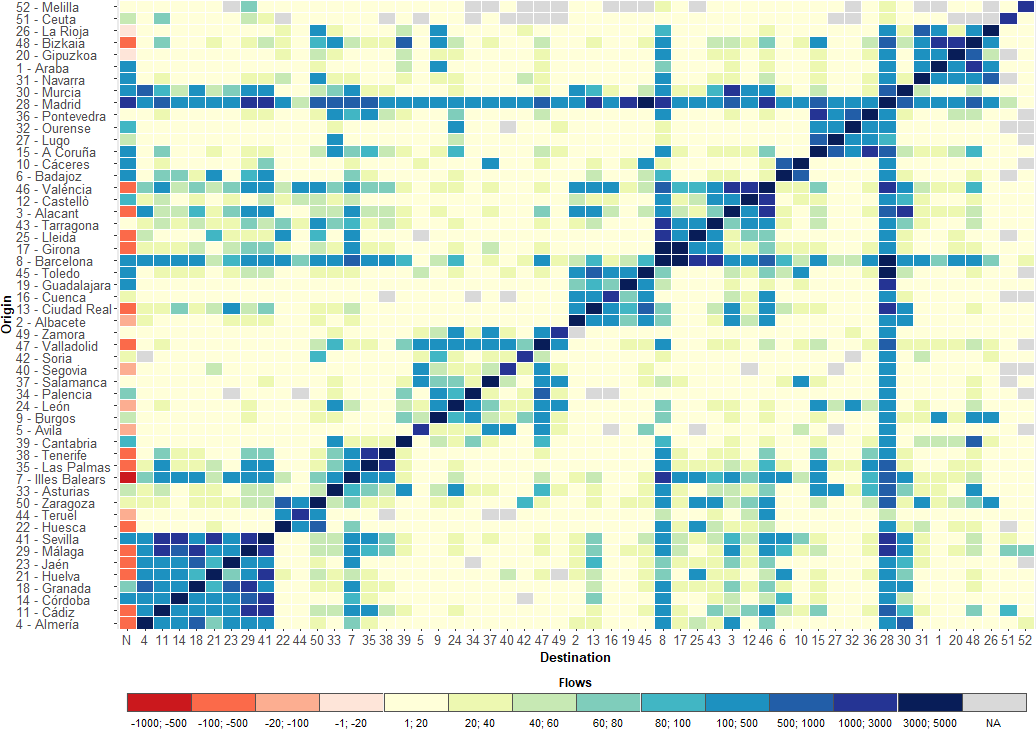 52 - Melilla
51 - Ceuta
26 - La Rioja
48 - Bizkaia
20 - Gipuzkoa
1 - Araba
31 - Navarra
30 - Murcia
28 - Madrid
36 - Pontevedra
32 - Ourense
27 - Lugo
15 - A Coruña
10 - Cáceres
6 - Badajoz
46 - València
12 - Castelló
3 - Alacant
43 - Tarragona
25 - Lleida
17 - Girona
8 - Barcelona
45 - Toledo
19 - Guadalajara
16 - Cuenca
13 - Ciudad Real
2 - Albacete
49 - Zamora
47 - Valladolid
42 - Soria
40 - Segovia
37 - Salamanca
34 - Palencia
24 - León
9 - Burgos
5 - Ávila
39 - Cantabria
38 - Tenerife
35 - Las Palmas
7 - Illes Balears
33 - Asturias
50 - Zaragoza
44 - Teruel
22 - Huesca
41 - Sevilla
29 - Málaga
23 - Jaén
21 - Huelva
18 - Granada
14 - Córdoba
11 - Cádiz
4 - Almería
Origin
N 4 11 14 18 21 23 29 41 22 44 50 33 7 35 38 39 5 9 24 34 37 40 42 47 49 2 13 16 19 45 8 17 25 43 3 12 46 6 10 15 27 32 36 28 30 31 1 20 48 26 51 52
Destination
Flows
-1000; -500 -100; -500 -20; -100 -1; -20 1; 20 20; 40 40; 60 60; 80 80; 100 100; 500 500; 1000 1000; 3000 3000; 5000 NA